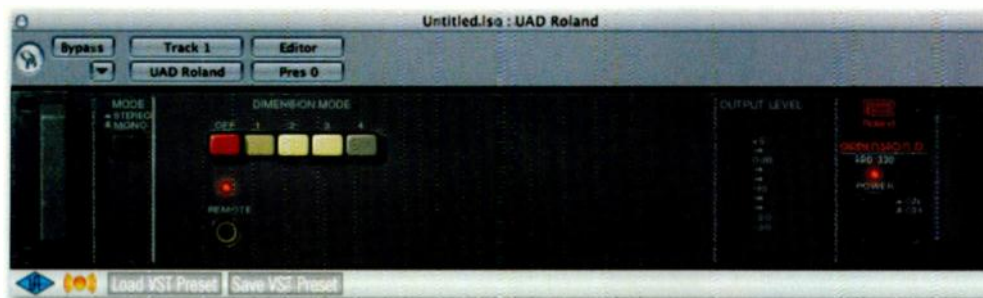 Untitled.lso : UAD Roland
Bypass
Track 1
Editor
UAD Roland
Pres 0
MODE
STEREO
MONO
DIMENSION MODE
OFF 1 2 3 4
REMOTE
OUTPUT LEVEL
Roland
DIMENSION D
POWER
Load VST Preset
Save VST Preset